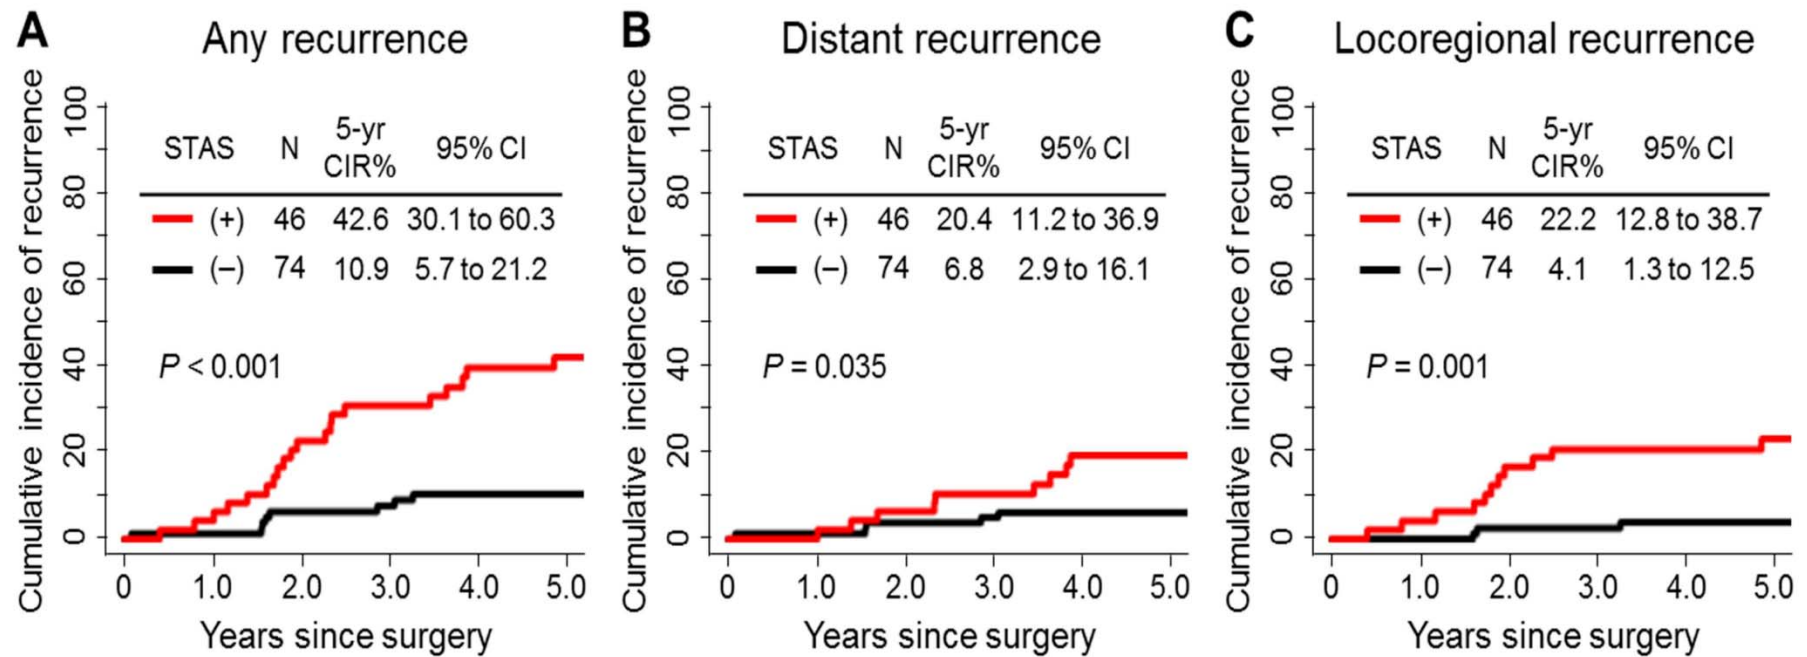 A Any recurrence
Cumulative incidence of recurrence
100
80
60
40
20
0
STAS N 5-yr CIR% 95% CI
(+) 46 42.6 30.1 to 60.3
(–) 74 10.9 5.7 to 21.2
P < 0.001
0 1.0 2.0 3.0 4.0 5.0
Years since surgery
B Distant recurrence
Cumulative incidence of recurrence
100
80
60
40
20
0
STAS N 5-yr CIR% 95% CI
(+) 46 20.4 11.2 to 36.9
(–) 74 6.8 2.9 to 16.1
P = 0.035
0 1.0 2.0 3.0 4.0 5.0
Years since surgery
C Locoregional recurrence
Cumulative incidence of recurrence
100
80
60
40
20
0
STAS N 5-yr CIR% 95% CI
(+) 46 22.2 12.8 to 38.7
(–) 74 4.1 1.3 to 12.5
P = 0.001
0 1.0 2.0 3.0 4.0 5.0
Years since surgery